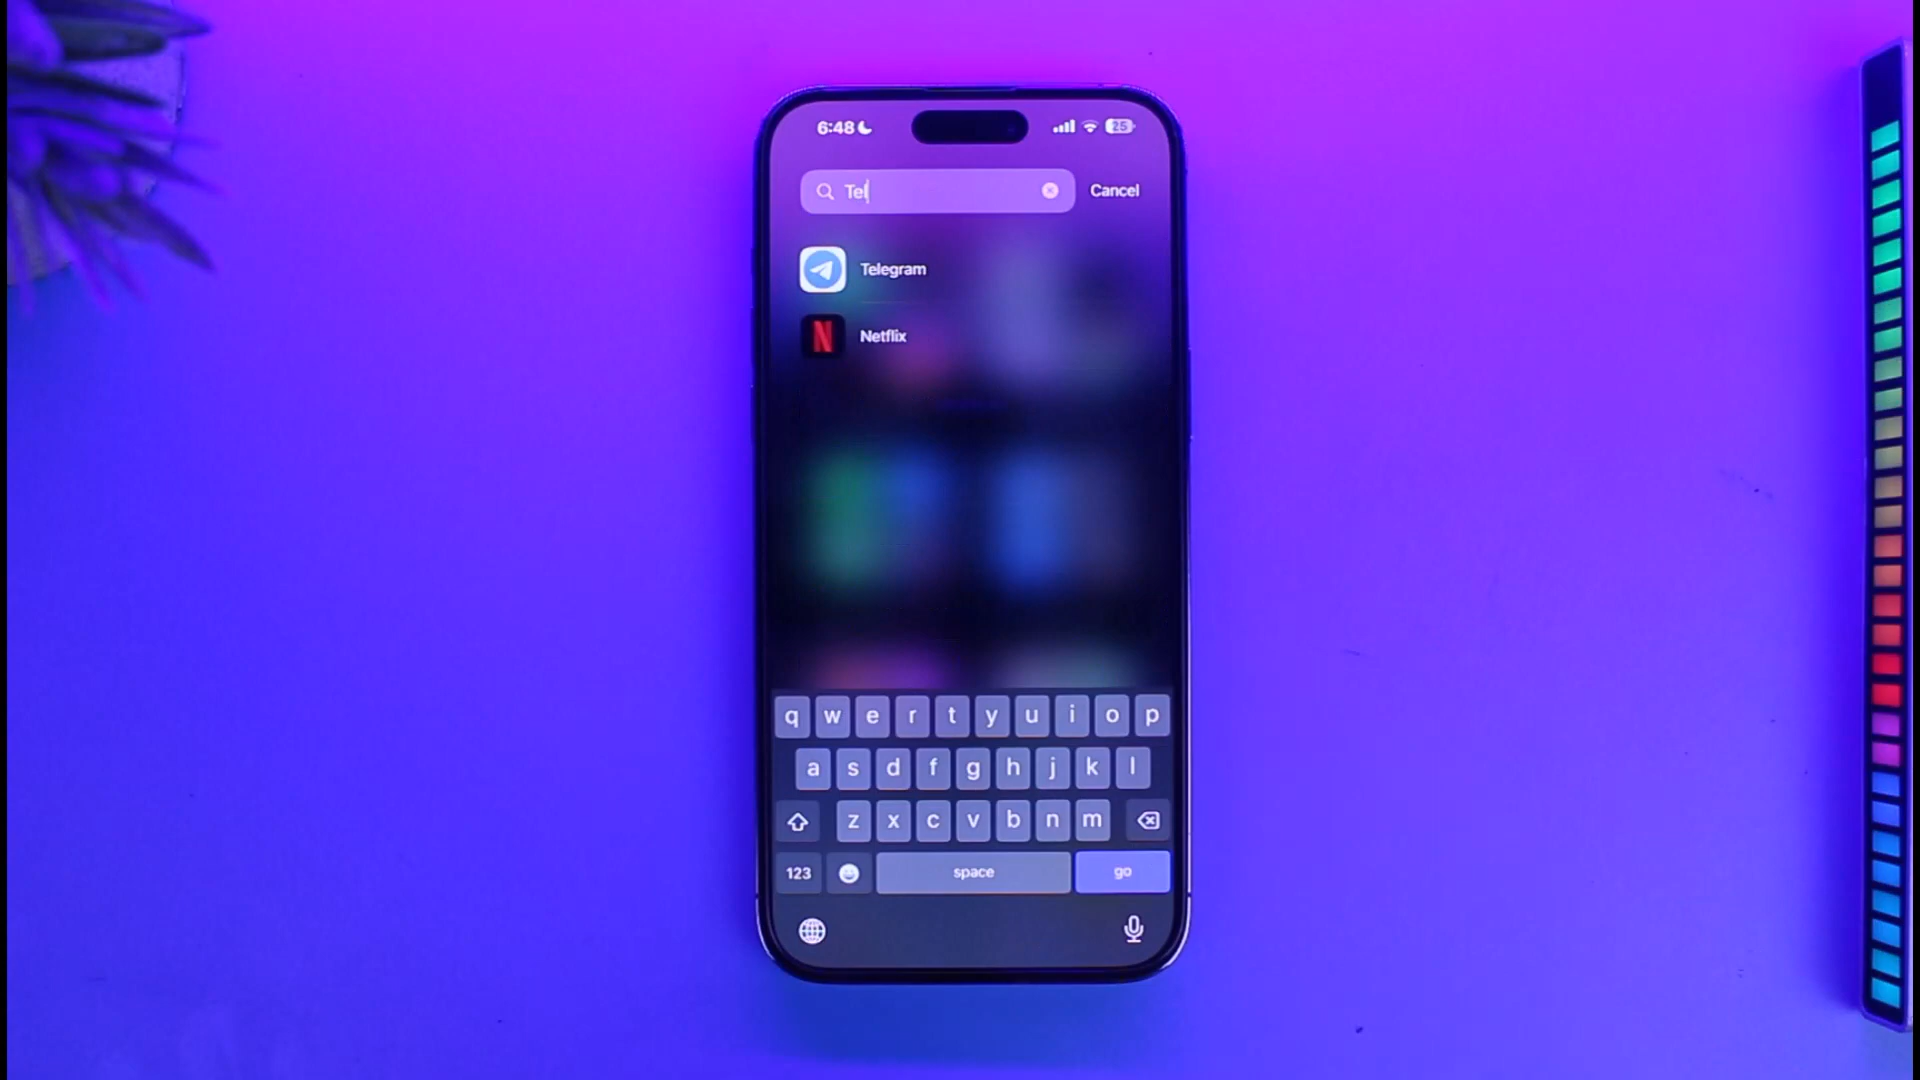 6:48 25
Tel Cancel
Telegram
N Netflix
q w e r t y u i o p
a s d f g h j k l
z x c v b n m
123 space go